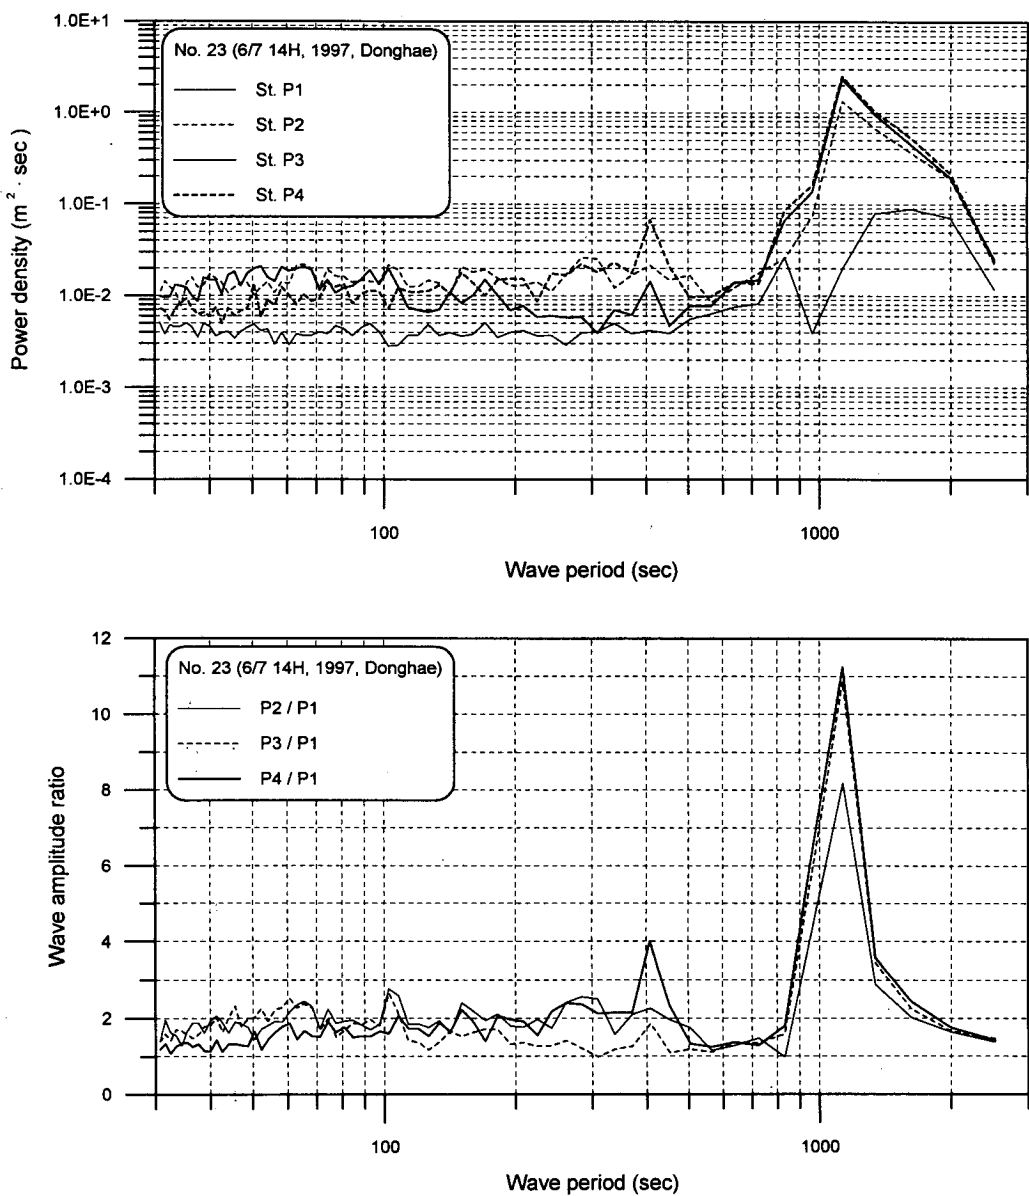 1.0E+1
1.0E+0
1.0E-1
1.0E-2
1.0E-3
1.0E-4
Power density (m² · sec)
No. 23 (6/7 14H, 1997, Donghae)
St. P1
St. P2
St. P3
St. P4
100
1000
Wave period (sec)
12
10
8
6
4
2
0
Wave amplitude ratio
No. 23 (6/7 14H, 1997, Donghae)
P2 / P1
P3 / P1
P4 / P1
100
1000
Wave period (sec)